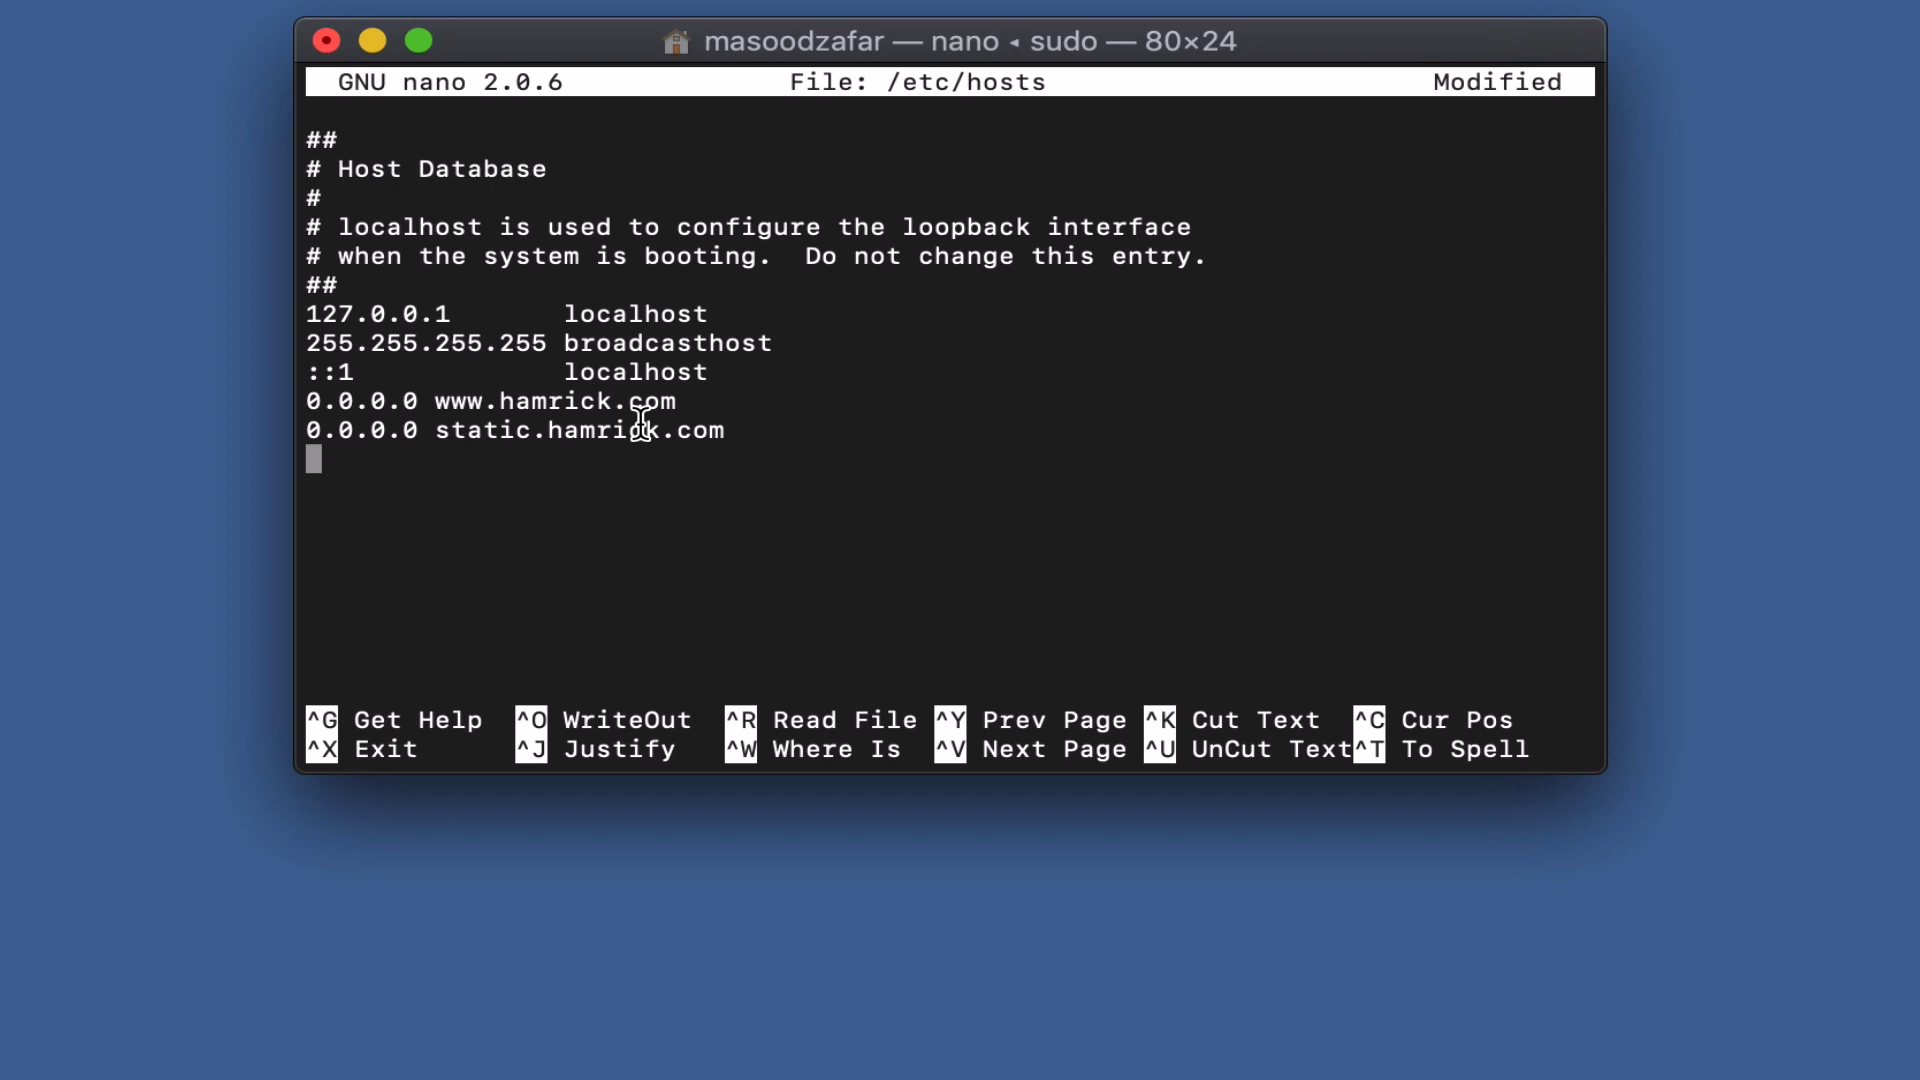 masoodzafar — nano ◂ sudo — 80×24
GNU nano 2.0.6 File: /etc/hosts Modified
##
# Host Database
#
# localhost is used to configure the loopback interface
# when the system is booting.  Do not change this entry.
##
127.0.0.1       localhost
255.255.255.255 broadcasthost
::1             localhost
0.0.0.0 www.hamrick.com
0.0.0.0 static.hamrick.com
^G Get Help ^O WriteOut ^R Read File ^Y Prev Page ^K Cut Text ^C Cur Pos
^X Exit ^J Justify ^W Where Is ^V Next Page ^U UnCut Text ^T To Spell